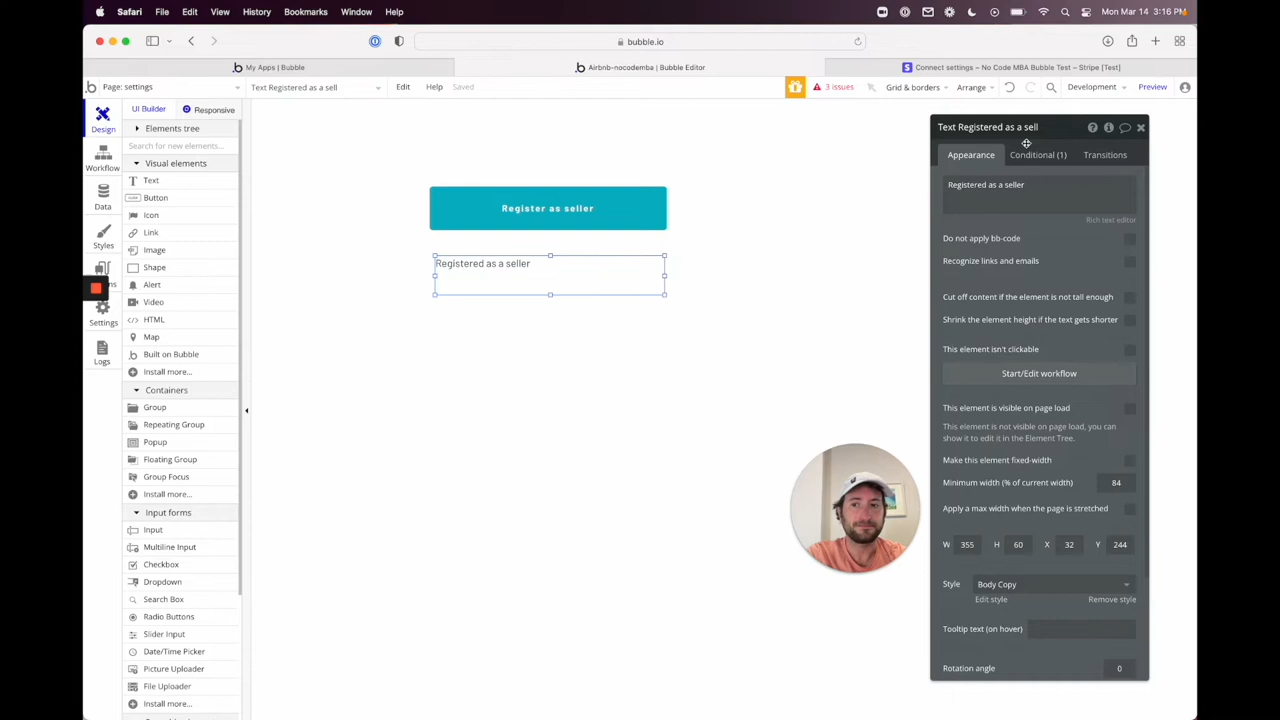 Safari File Edit View History Bookmarks Window Help Mon Mar 14 3:16 PM
bubble.io
My Apps | Bubble
Airbnb-nocodemba | Bubble Editor
Connect settings – No Code MBA Bubble Test – Stripe [Test]
Page: settings
Text Registered as a sell
Edit
Help
Saved
3 issues
Grid & borders
Arrange
Development
Preview
Design
Workflow
Data
Styles
Settings
Logs
UI Builder
Responsive
Elements tree
Search for new elements...
Visual elements
Text
Button
Icon
Link
Image
Shape
Alert
Video
HTML
Map
Built on Bubble
Install more...
Containers
Group
Repeating Group
Popup
Floating Group
Group Focus
Install more...
Input forms
Input
Multiline Input
Checkbox
Dropdown
Search Box
Radio Buttons
Slider Input
Date/Time Picker
Picture Uploader
File Uploader
Install more...
Register as seller
Registered as a seller
Text Registered as a sell
Appearance
Conditional (1)
Transitions
Registered as a seller
Rich text editor
Do not apply bb-code
Recognize links and emails
Cut off content if the element is not tall enough
Shrink the element height if the text gets shorter
This element isn't clickable
Start/Edit workflow
This element is visible on page load
This element is not visible on page load, you can
show it to edit it in the Element Tree.
Make this element fixed-width
Minimum width (% of current width) 84
Apply a max width when the page is stretched
W 355 H 60 X 32 Y 244
Style Body Copy
Edit style Remove style
Tooltip text (on hover)
Rotation angle 0